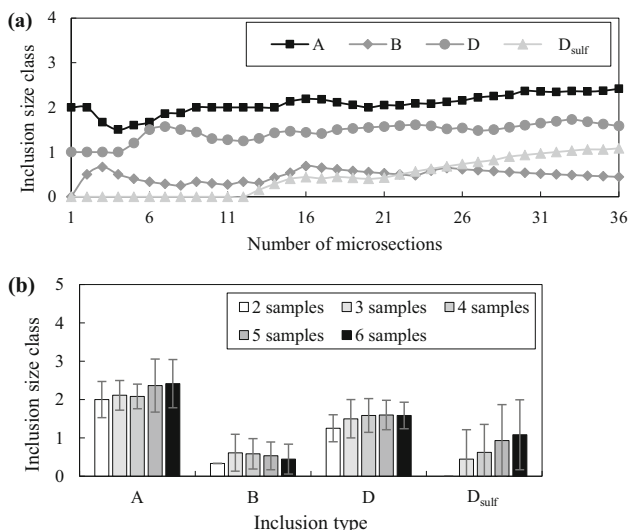 (a)
4
3
2
1
0
Inclusion size class
A B D Dsulf
1 6 11 16 21 26 31 36
Number of microsections
(b)
5
4
3
2
1
0
Inclusion size class
2 samples 3 samples 4 samples
5 samples 6 samples
A B D Dsulf
Inclusion type